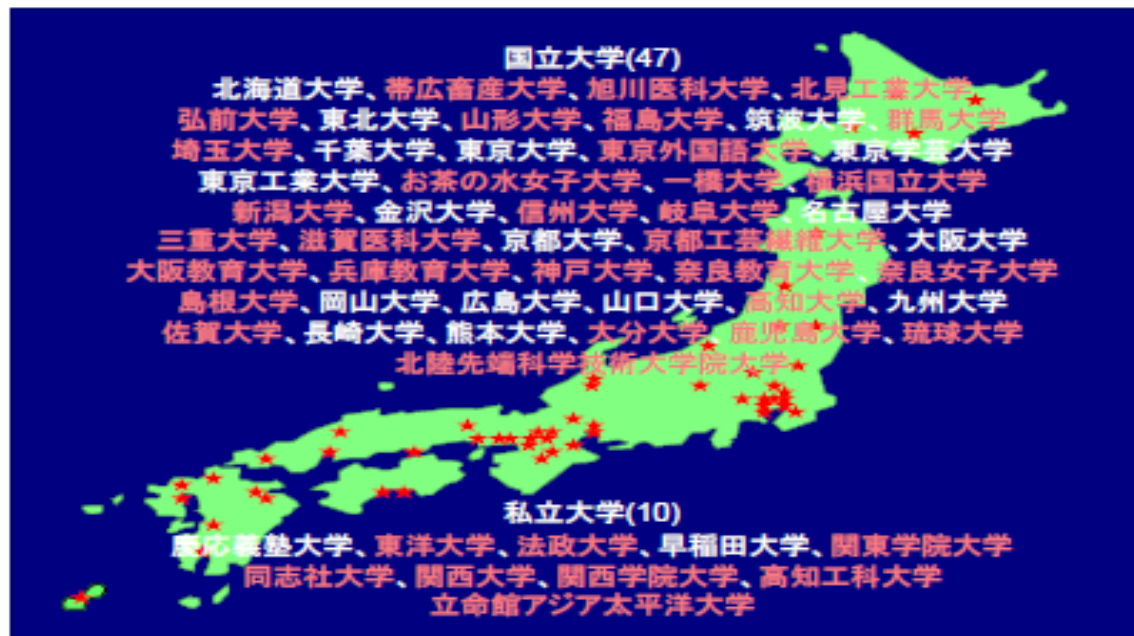 国立大学(47)
北海道大学、帯広畜産大学、旭川医科大学、北見工業大学
弘前大学、東北大学、山形大学、福島大学、筑波大学、群馬大学
埼玉大学、千葉大学、東京大学、東京外国語大学、東京学芸大学
東京工業大学、お茶の水女子大学、一橋大学、横浜国立大学
新潟大学、金沢大学、信州大学、岐阜大学、名古屋大学
三重大学、滋賀医科大学、京都大学、京都工芸繊維大学、大阪大学
大阪教育大学、兵庫教育大学、神戸大学、奈良教育大学、奈良女子大学
島根大学、岡山大学、広島大学、山口大学、高知大学、九州大学
佐賀大学、長崎大学、熊本大学、大分大学、鹿児島大学、琉球大学
北陸先端科学技術大学院大学
私立大学(10)
慶応義塾大学、東洋大学、法政大学、早稲田大学、関東学院大学
同志社大学、関西大学、関西学院大学、高知工科大学
立命館アジア太平洋大学